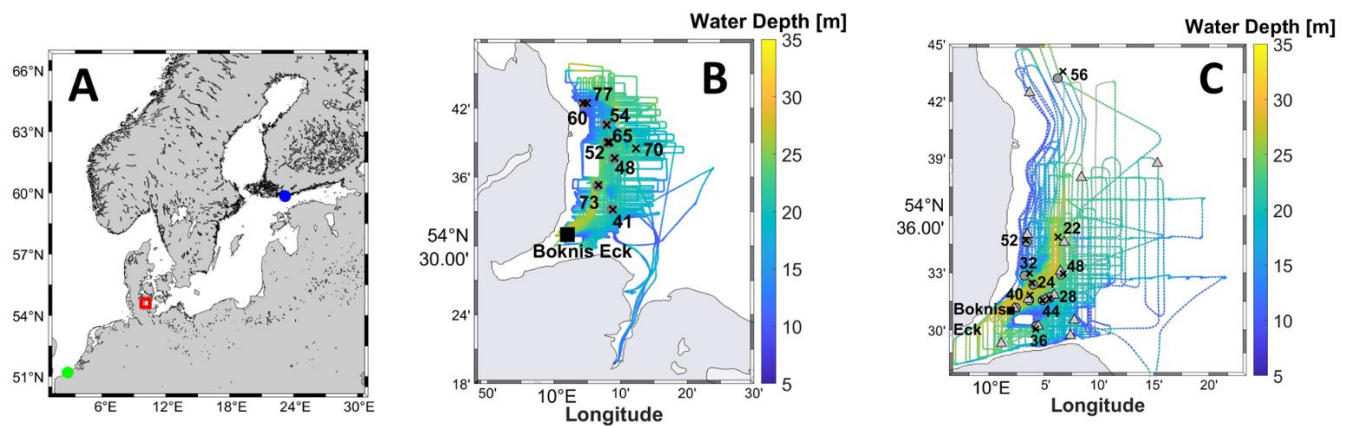 A
66°N
63°N
60°N
57°N
54°N
51°N
6°E 12°E 18°E 24°E 30°E
Water Depth [m]
B
35
30
25
20
15
10
5
42'
36'
54°N
30.00'
24'
18'
77
60
54
65
52
70
48
73
41
Boknis Eck
50' 10°E 10' 20' 30'
Longitude
Water Depth [m]
C
35
30
25
20
15
10
5
45'
42'
39'
54°N
36.00'
33'
30'
56
52
22
32
48
24
40
28
44
36
Boknis
Eck
10°E 5' 10' 15' 20'
Longitude